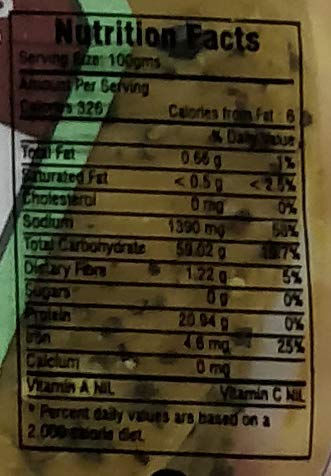 Nutrition Facts
Serving Size: 100gms
Amount Per Serving
Calories 326 Calories from Fat : 6
% Daily Value
Total Fat 0.66 g 1%
Saturated Fat < 0.5 g < 2.5%
Cholesterol 0 mg 0%
Sodium 1390 mg 58%
Total Carbohydrate 59.02 g 19.7%
Dietary Fibre 1.22 g 5%
Sugars 0 g 0%
Protein 20.94 g 0%
Iron 4.6 mg 25%
Calcium 0 mg
Vitamin A NIL Vitamin C NIL
* Percent daily values are based on a
2,000 calorie diet.